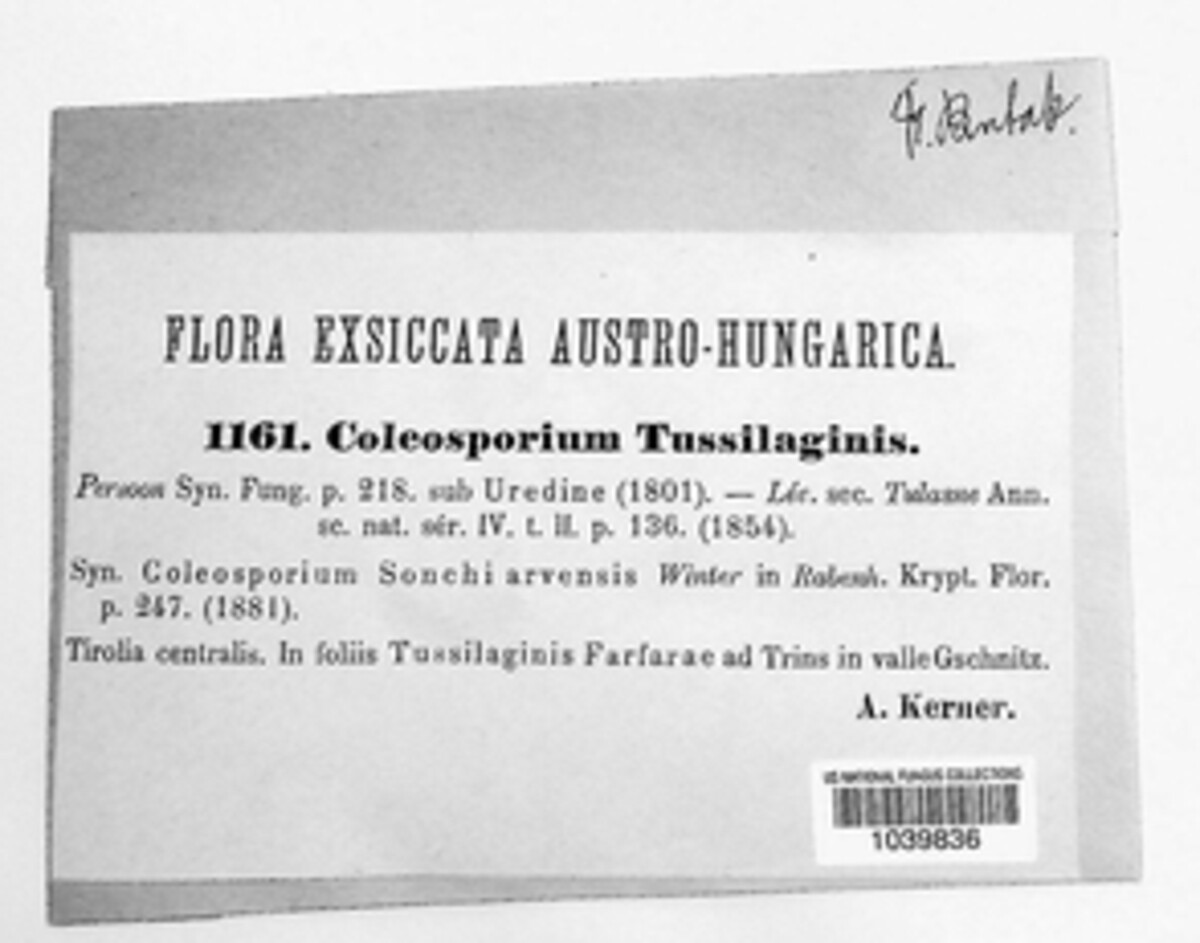 FLORA EXSICCATA AUSTRO-HUNGARICA.
1161. Coleosporium Tussilaginis.
Persoon Syn. Fung. p. 218. sub Uredine (1801). — Lév. sec. Tulasne Ann.
sc. nat. sér. IV. t. II. p. 136. (1854).
Syn. Coleosporium Sonchi arvensis Winter in Rabenh. Krypt. Flor.
p. 247. (1881).
Tirolia centralis. In foliis Tussilaginis Farfarae ad Trins in valle Gschnitz.
A. Kerner.
US NATIONAL FUNGUS COLLECTIONS
1039836